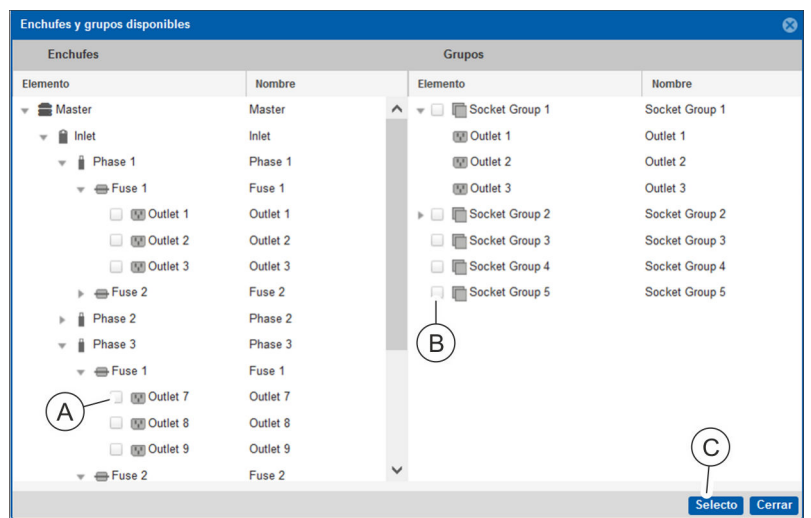 Enchufes y grupos disponibles
Enchufes Grupos
Elemento Nombre Elemento Nombre
Master Master Socket Group 1 Socket Group 1
Inlet Inlet Outlet 1 Outlet 1
Phase 1 Phase 1 Outlet 2 Outlet 2
Fuse 1 Fuse 1 Outlet 3 Outlet 3
Outlet 1 Outlet 1 Socket Group 2 Socket Group 2
Outlet 2 Outlet 2 Socket Group 3 Socket Group 3
Outlet 3 Outlet 3 Socket Group 4 Socket Group 4
Fuse 2 Fuse 2 Socket Group 5 Socket Group 5
Phase 2 Phase 2
Phase 3 Phase 3 B
Fuse 1 Fuse 1
A Outlet 7 Outlet 7
Outlet 8 Outlet 8
Outlet 9 Outlet 9 C
Fuse 2 Fuse 2
Selecto Cerrar